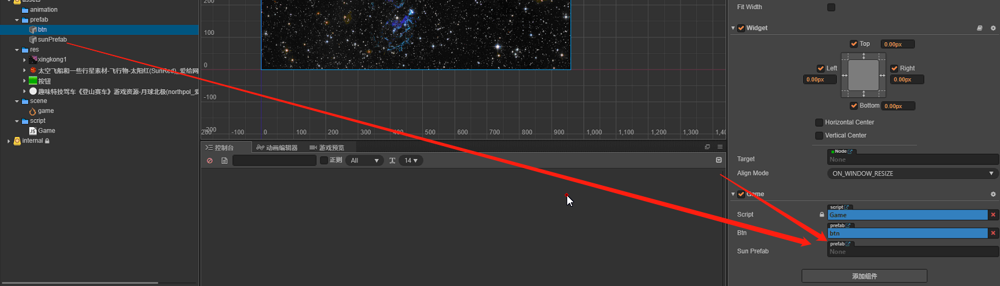 assets
animation
prefab
btn
sunPrefab
res
xingkong1
太空飞船和一些行星素材-飞行物-太阳红(SunRed)_爱给网
按钮
趣味特技驾车《登山赛车》游戏资源-月球北极(northpol_爱
scene
game
script
JS Game
internal
200
100
0
-100
-200
200 -100 0 100 200 300 400 500 600 700 800 900 1,000 1,100 1,200 1,300 1,40
控制台 动画编辑器 游戏预览
正则 All 14
Fit Width
Widget
Top 0.00px
Left Right
0.00px 0.00px
Bottom 0.00px
Horizontal Center
Vertical Center
Node
Target None
Align Mode ON_WINDOW_RESIZE
Game
script
Script Game
prefab
Btn btn
prefab
Sun Prefab None
添加组件